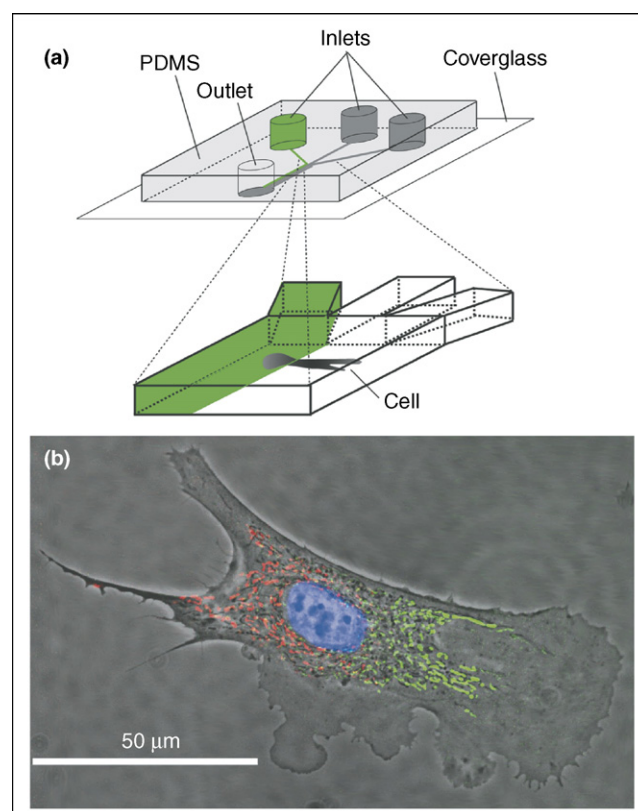 (a)
Inlets
PDMS
Coverglass
Outlet
Cell
(b)
50 μm